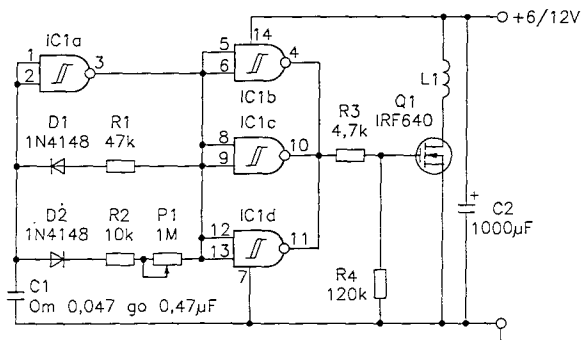 +6/12V
iC1a
14
1
2
3
5
6
4
iC1b
iC1c
L1
Q1
IRF640
R3
4,7k
D1
1N4148
R1
47k
8
9
10
D2
1N4148
R2
10k
P1
1M
iC1d
12
13
11
7
+
C2
1000µF
R4
120k
C1
Om 0,047 go 0,47µF